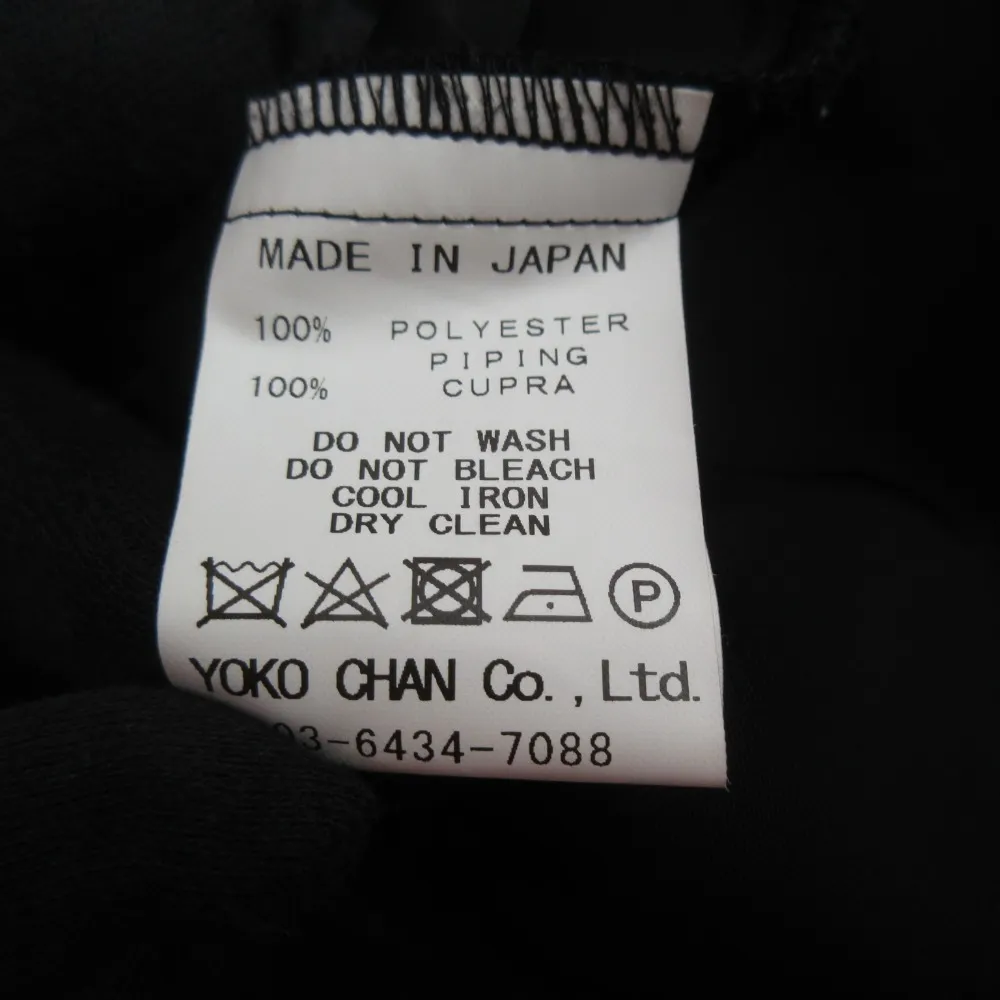 MADE IN JAPAN
100% POLYESTER
PIPING
100% CUPRA
DO NOT WASH
DO NOT BLEACH
COOL IRON
DRY CLEAN
P
YOKO CHAN Co., Ltd.
03-6434-7088